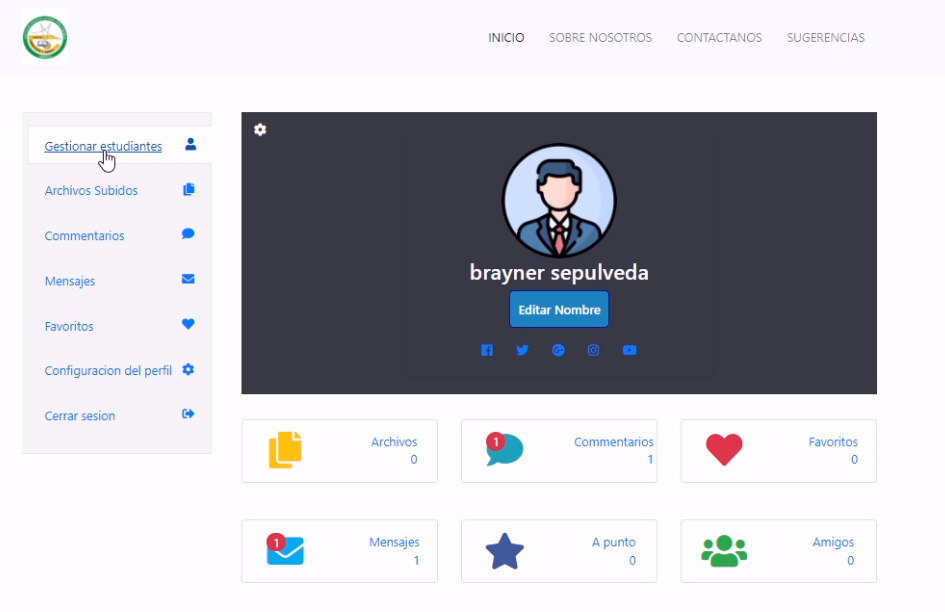 INICIO SOBRE NOSOTROS CONTACTANOS SUGERENCIAS
Gestionar estudiantes
Archivos Subidos
Commentarios
Mensajes
Favoritos
Configuracion del perfil
Cerrar sesion
brayner sepulveda
Editar Nombre
Archivos
0
1
Commentarios
1
Favoritos
0
1
Mensajes
1
A punto
0
Amigos
0